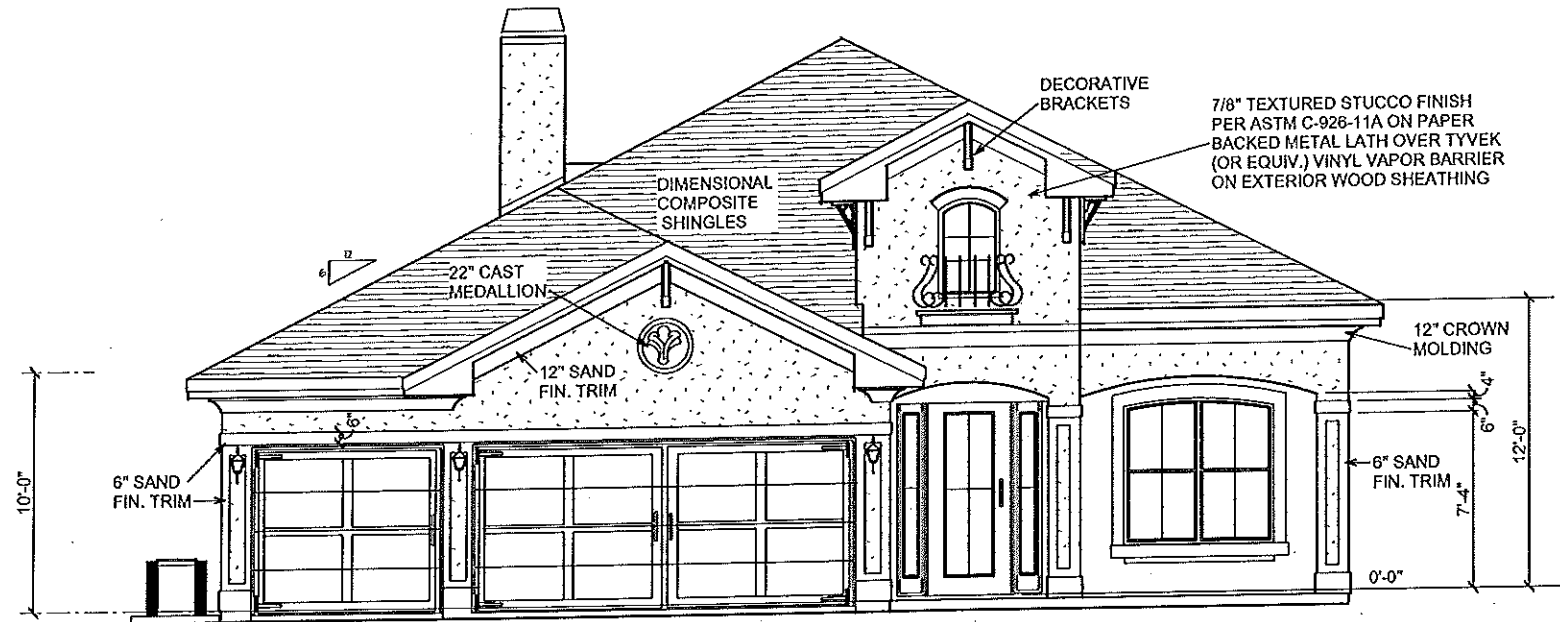 DECORATIVE
BRACKETS
7/8" TEXTURED STUCCO FINISH
PER ASTM C-926-11A ON PAPER
BACKED METAL LATH OVER TYVEK
(OR EQUIV.) VINYL VAPOR BARRIER
ON EXTERIOR WOOD SHEATHING
DIMENSIONAL
COMPOSITE
SHINGLES
12
6
22" CAST
MEDALLION
12" CROWN
MOLDING
12" SAND
FIN. TRIM
4"
6"
6"
12'-0"
10'-0"
6" SAND
FIN. TRIM
6" SAND
FIN. TRIM
7'-4"
0'-0"